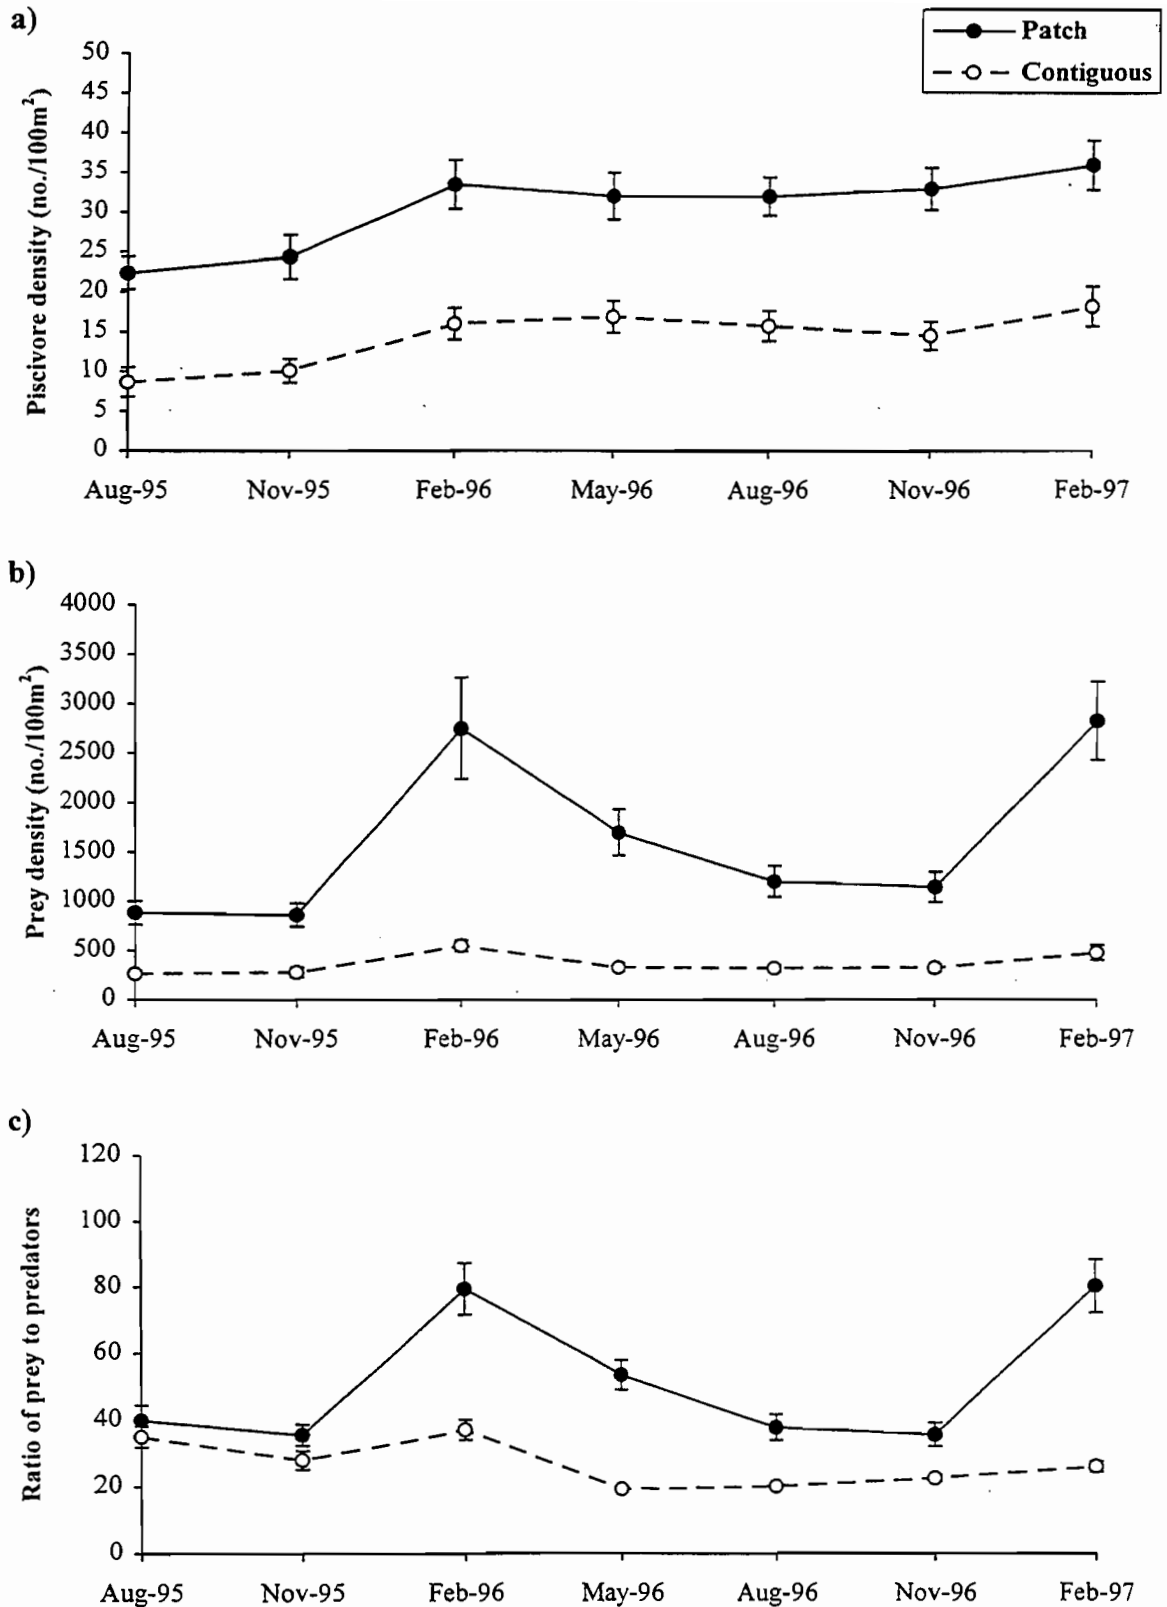 a)
Patch
Contiguous
Piscivore density (no./100m²)
50
45
40
35
30
25
20
15
10
5
0
Aug-95 Nov-95 Feb-96 May-96 Aug-96 Nov-96 Feb-97
b)
Prey density (no./100m²)
4000
3500
3000
2500
2000
1500
1000
500
0
Aug-95 Nov-95 Feb-96 May-96 Aug-96 Nov-96 Feb-97
c)
Ratio of prey to predators
120
100
80
60
40
20
0
Aug-95 Nov-95 Feb-96 May-96 Aug-96 Nov-96 Feb-97